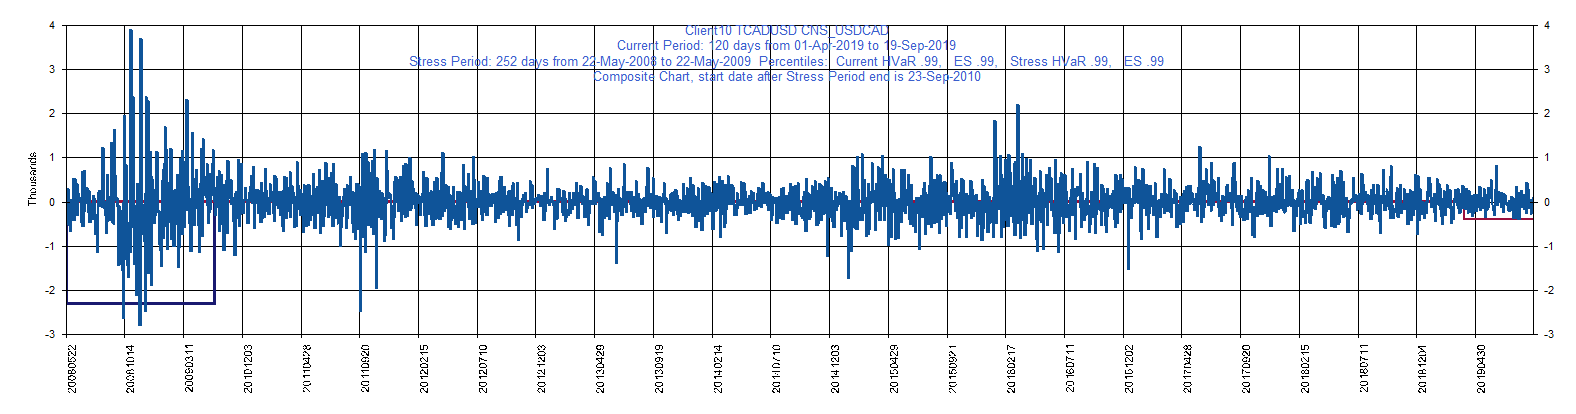 Client10 TCADUSD CNS_USDCAD
Current Period: 120 days from 01-Apr-2019 to 19-Sep-2019
Stress Period: 252 days from 22-May-2008 to 22-May-2009 Percentiles: Current HVaR .99, ES .99, Stress HVaR .99, ES .99
Composite Chart, start date after Stress Period end is 23-Sep-2010
4 4
3 3
2 2
1 1
0 0
-1 -1
-2 -2
-3 -3
Thousands
20080522 20081014 20090311 20101203 20110428 20110920 20120215 20120710 20121203 20130429 20130919 20140214 20140710 20141203 20150429 20150921 20160217 20160711 20161202 20170428 20170920 20180215 20180711 20181204 20190430